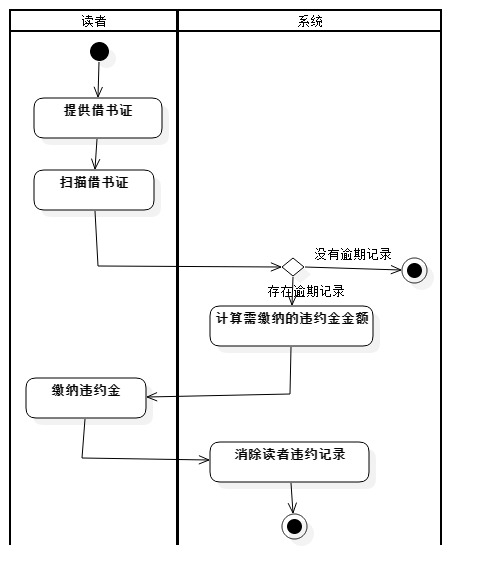 读者
系统
提供借书证
扫描借书证
没有逾期记录
存在逾期记录
计算需缴纳的违约金金额
缴纳违约金
消除读者违约记录